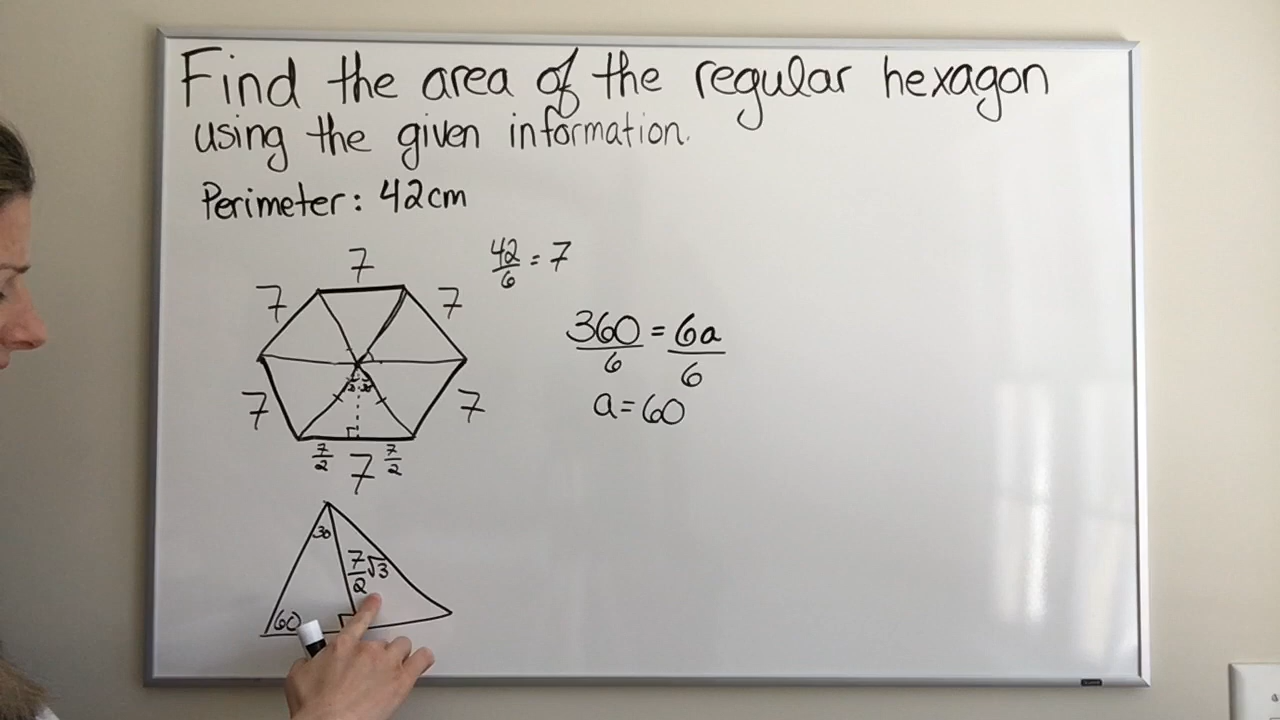 Find the area of the regular hexagon
using the given information.
Perimeter: 42cm
7
42/6 = 7
7 7
360/6 = 6a/6
a=60
7 7
7/2 7 7/2
30
7/2 √3
60